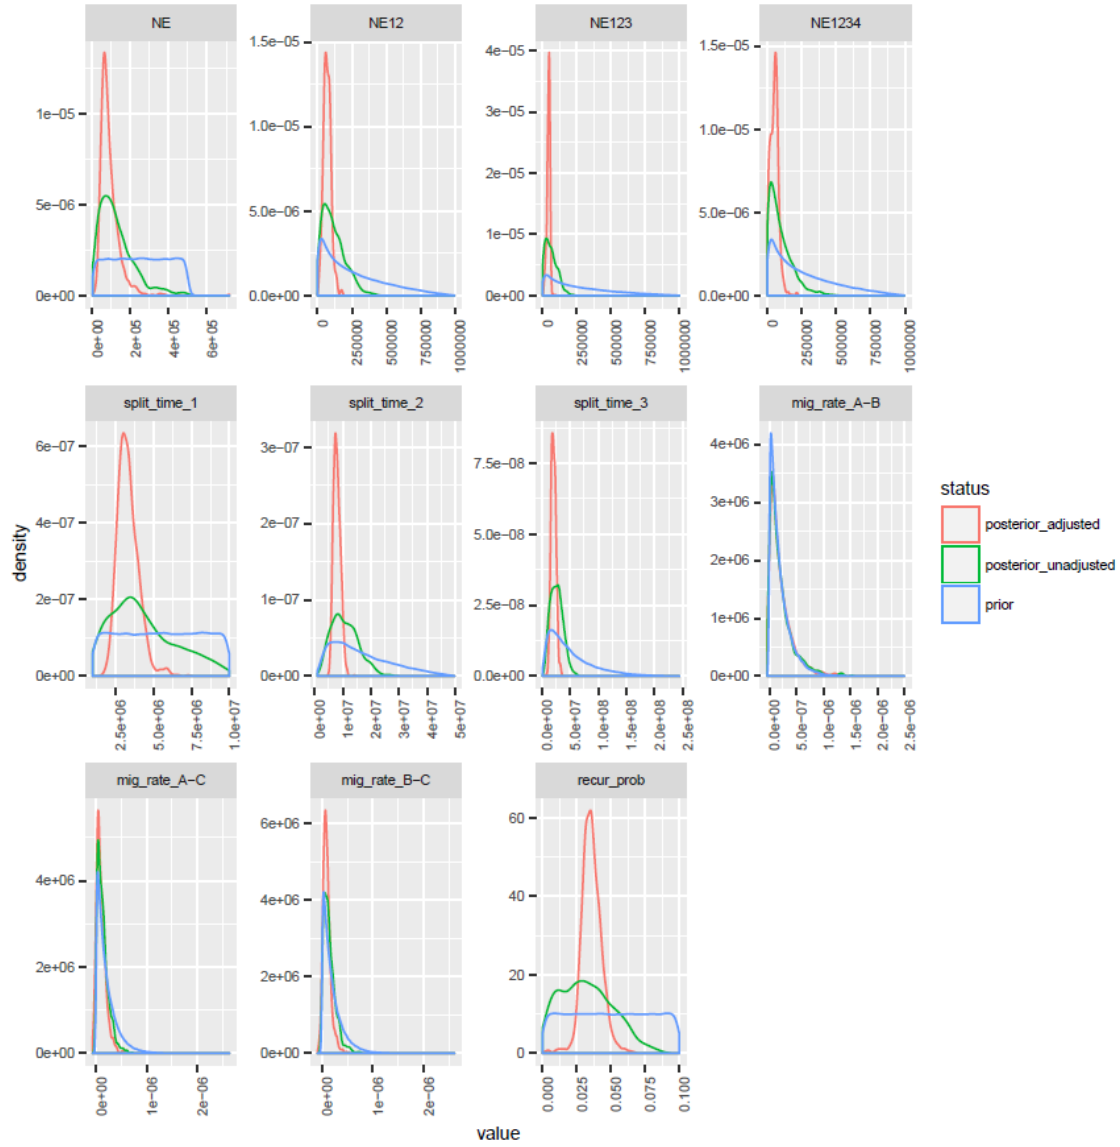 NE NE12 NE123 NE1234
1e-05 5e-06 0e+00
0e+00 2e+05 4e+05 6e+05
1.5e-05 1.0e-05 5.0e-06 0.0e+00
0 250000 500000 750000 1000000
4e-05 3e-05 2e-05 1e-05 0e+00
0 250000 500000 750000 1000000
1.5e-05 1.0e-05 5.0e-06 0.0e+00
0 250000 500000 750000 1000000
split_time_1 split_time_2 split_time_3 mig_rate_A-B
density
6e-07 4e-07 2e-07 0e+00
2.5e+06 5.0e+06 7.5e+06 1.0e+07
3e-07 2e-07 1e-07 0e+00
0.0e+00 1e+07 2e+07 3e+07 4e+07 5e+07
7.5e-08 5.0e-08 2.5e-08 0.0e+00
0.0e+00 5.0e+07 1.0e+08 1.5e+08 2.0e+08 2.5e+08
4e+06 3e+06 2e+06 1e+06 0e+00
0.0e+00 5.0e-07 1.0e-06 1.5e-06 2.0e-06 2.5e-06
status
posterior_adjusted
posterior_unadjusted
prior
mig_rate_A-C mig_rate_B-C recur_prob
4e+06 2e+06 0e+00
0e+00 1e-06 2e-06
6e+06 4e+06 2e+06 0e+00
0e+00 1e-06 2e-06
60 40 20 0
0.000 0.025 0.050 0.075 0.100
value